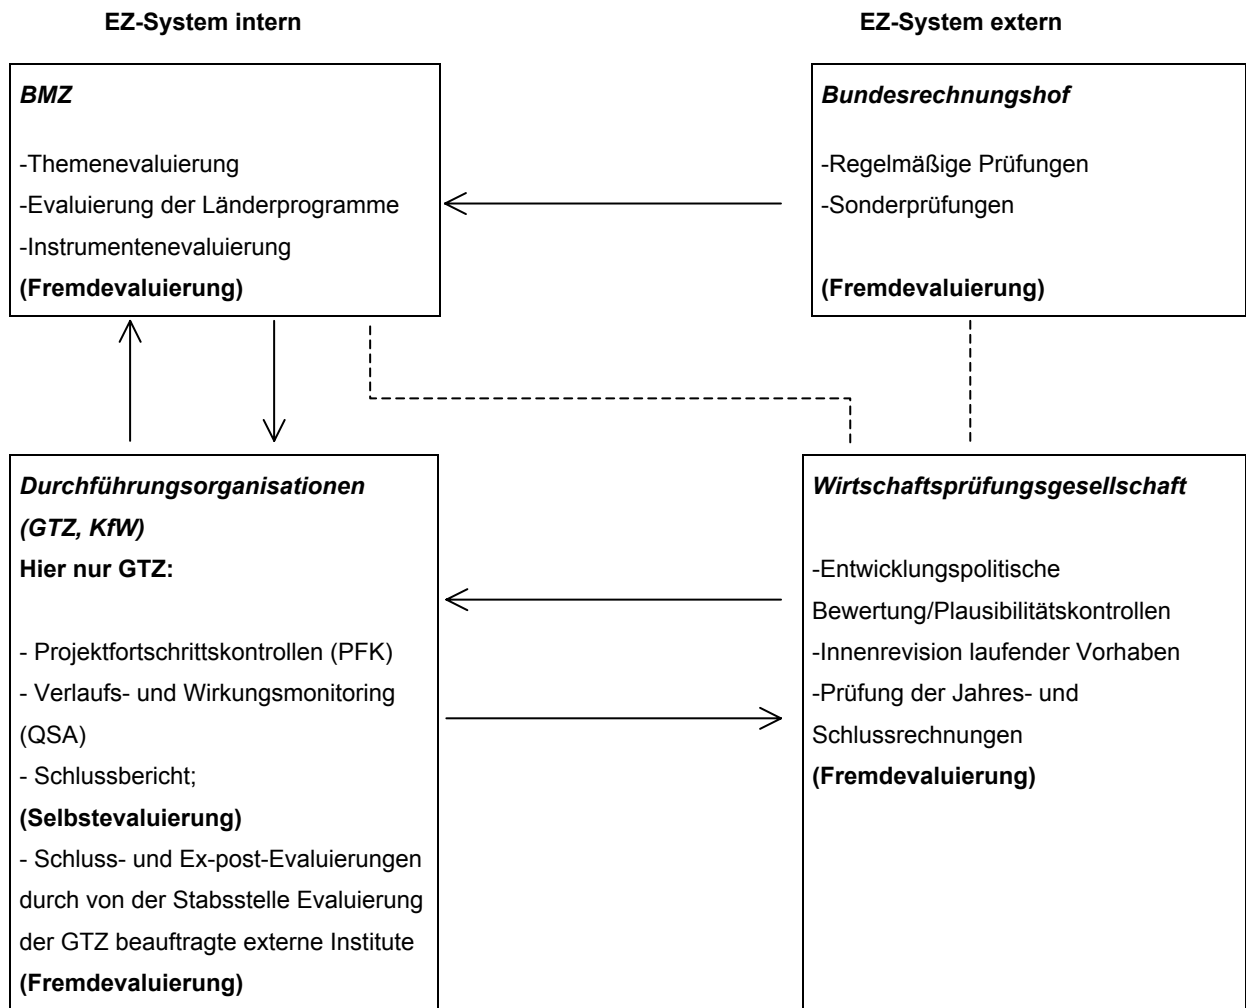 EZ-System intern
EZ-System extern
BMZ
-Themenevaluierung
-Evaluierung der Länderprogramme
-Instrumentenevaluierung
(Fremdevaluierung)
Bundesrechnungshof
-Regelmäßige Prüfungen
-Sonderprüfungen
(Fremdevaluierung)
Durchführungsorganisationen
(GTZ, KfW)
Hier nur GTZ:
- Projektfortschrittskontrollen (PFK)
- Verlaufs- und Wirkungsmonitoring
(QSA)
- Schlussbericht;
(Selbstevaluierung)
- Schluss- und Ex-post-Evaluierungen
durch von der Stabsstelle Evaluierung
der GTZ beauftragte externe Institute
(Fremdevaluierung)
Wirtschaftsprüfungsgesellschaft
-Entwicklungspolitische
Bewertung/Plausibilitätskontrollen
-Innenrevision laufender Vorhaben
-Prüfung der Jahres- und
Schlussrechnungen
(Fremdevaluierung)